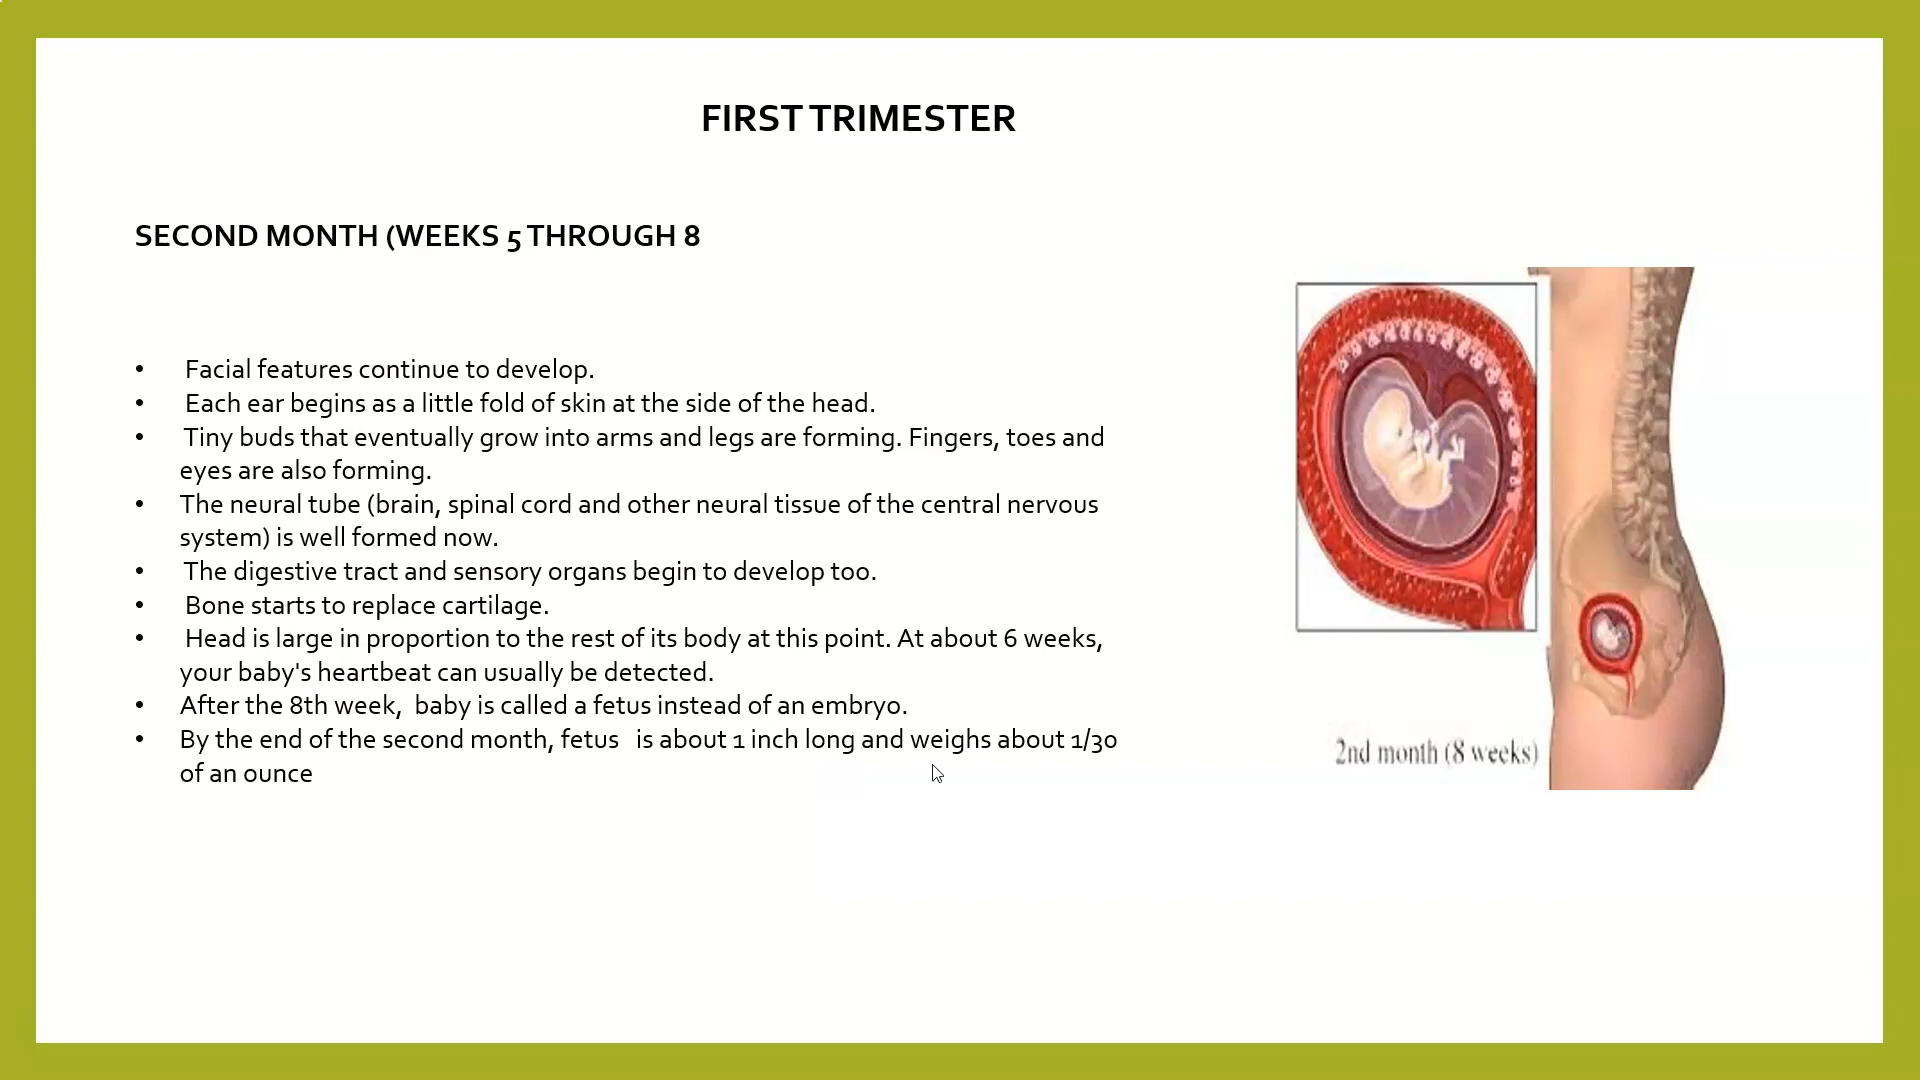 FIRST TRIMESTER
SECOND MONTH (WEEKS 5 THROUGH 8
• Facial features continue to develop.
• Each ear begins as a little fold of skin at the side of the head.
• Tiny buds that eventually grow into arms and legs are forming. Fingers, toes and
eyes are also forming.
• The neural tube (brain, spinal cord and other neural tissue of the central nervous
system) is well formed now.
• The digestive tract and sensory organs begin to develop too.
• Bone starts to replace cartilage.
• Head is large in proportion to the rest of its body at this point. At about 6 weeks,
your baby's heartbeat can usually be detected.
• After the 8th week,  baby is called a fetus instead of an embryo.
• By the end of the second month, fetus  is about 1 inch long and weighs about 1/30
of an ounce
2nd month (8 weeks)